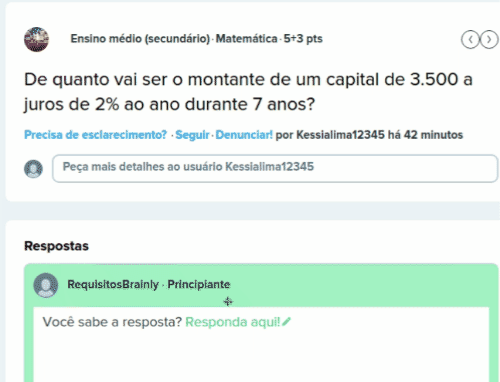 Ensino médio (secundário) · Matemática · 5+3 pts
De quanto vai ser o montante de um capital de 3.500 a
juros de 2% ao ano durante 7 anos?
Precisa de esclarecimento? · Seguir · Denunciar! por Kessialima12345 há 42 minutos
Peça mais detalhes ao usuário Kessialima12345
Respostas
RequisitosBrainly · Principiante
Você sabe a resposta? Responda aqui!